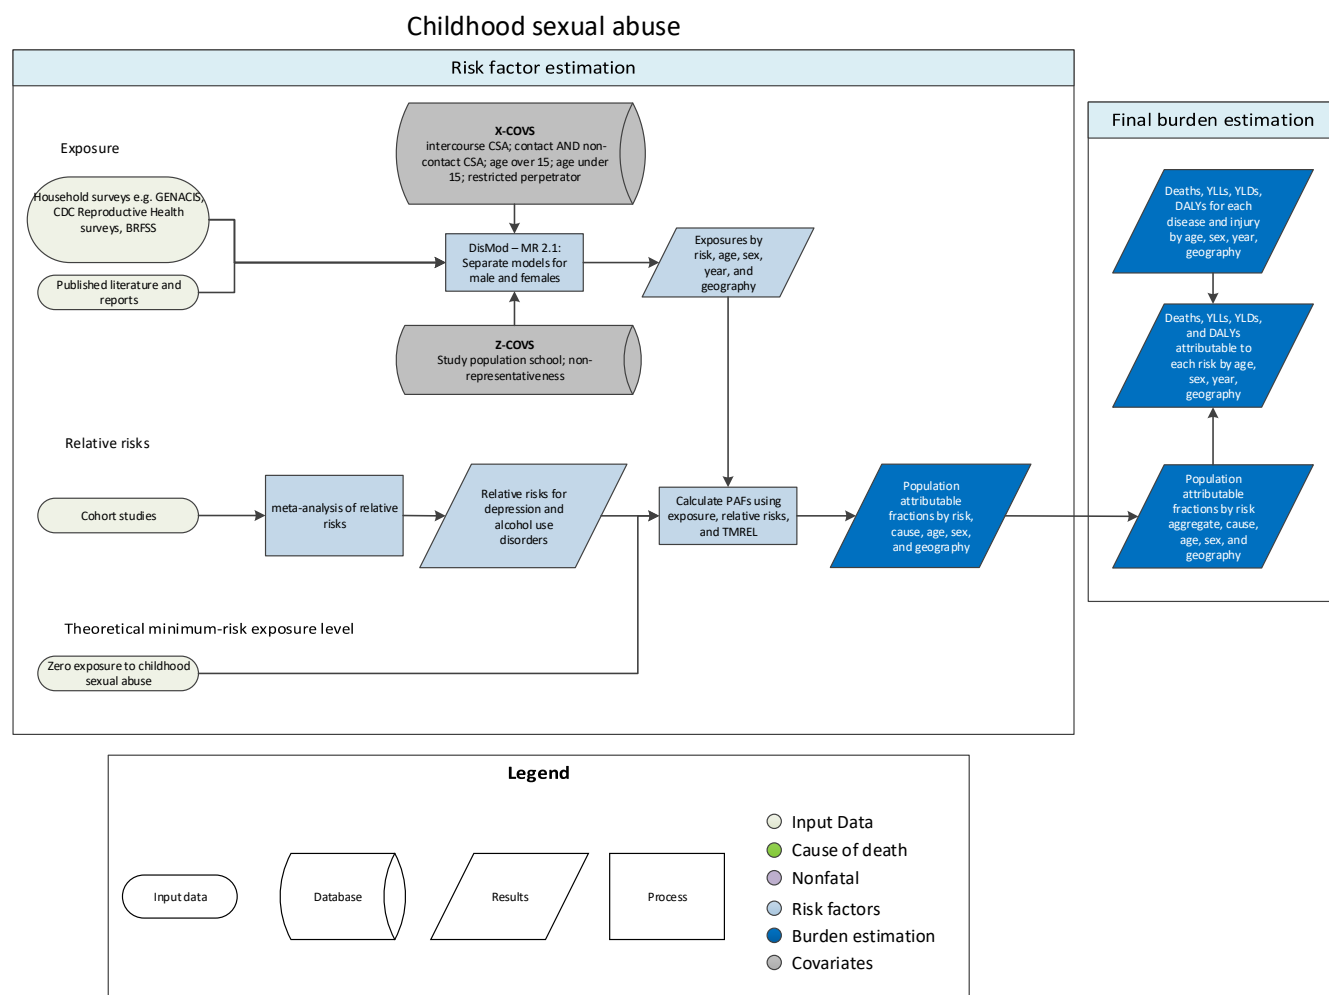 Childhood sexual abuse
Risk factor estimation
Exposure
Household surveys e.g. GENACIS,
CDC Reproductive Health
surveys, BRFSS
Published literature and
reports
X-COVS
intercourse CSA; contact AND non-
contact CSA; age over 15; age under
15; restricted perpetrator
DisMod – MR 2.1:
Separate models for
male and females
Z-COVS
Study population school; non-
representativeness
Exposures by
risk, age, sex,
year, and
geography
Relative risks
Cohort studies
meta-analysis of relative
risks
Relative risks for
depression and
alcohol use
disorders
Calculate PAFs using
exposure, relative risks,
and TMREL
Population
attributable
fractions by risk,
cause, age, sex,
and geography
Theoretical minimum-risk exposure level
Zero exposure to childhood
sexual abuse
Final burden estimation
Deaths, YLLs, YLDs,
DALYs for each
disease and injury
by age, sex, year,
geography
Deaths, YLLs, YLDs,
and DALYs
attributable to
each risk by age,
sex, year,
geography
Population
attributable
fractions by risk
aggregate, cause,
age, sex, and
geography
Legend
Input data
Database
Results
Process
Input Data
Cause of death
Nonfatal
Risk factors
Burden estimation
Covariates